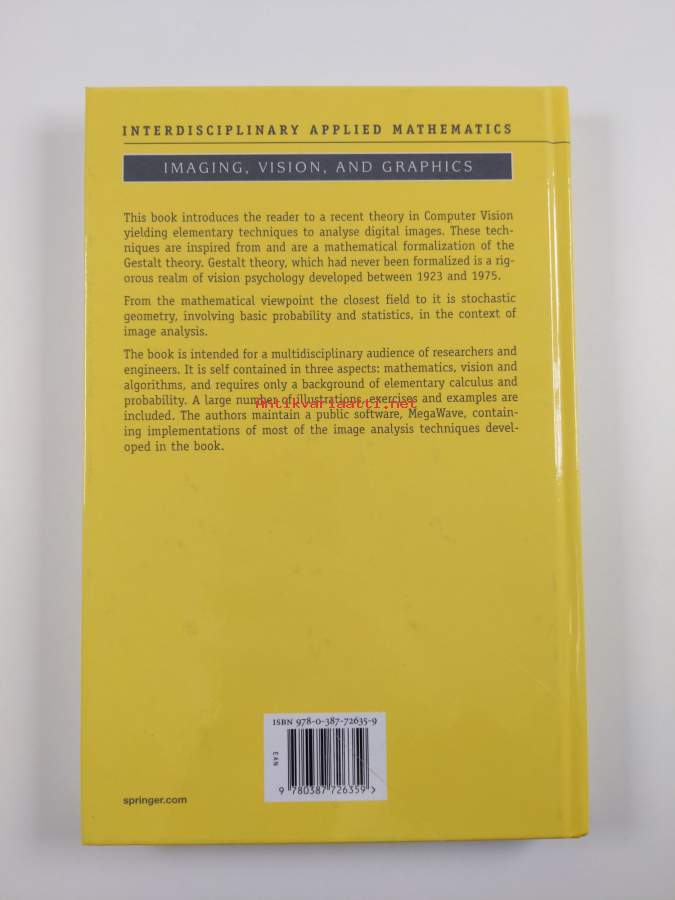 INTERDISCIPLINARY APPLIED MATHEMATICS
IMAGING, VISION, AND GRAPHICS
This book introduces the reader to a recent theory in Computer Vision
yielding elementary techniques to analyse digital images. These tech-
niques are inspired from and are a mathematical formalization of the
Gestalt theory. Gestalt theory, which had never been formalized is a rig-
orous realm of vision psychology developed between 1923 and 1975.
From the mathematical viewpoint the closest field to it is stochastic
geometry, involving basic probability and statistics, in the context of
image analysis.
The book is intended for a multidisciplinary audience of researchers and
engineers. It is self contained in three aspects: mathematics, vision and
algorithms, and requires only a background of elementary calculus and
probability. A large number of illustrations, exercises and examples are
Antikvariaatti.net
included. The authors maintain a public software, MegaWave, contain-
ing implementations of most of the image analysis techniques devel-
oped in the book.
ISBN 978-0-387-72635-9
EAN
9 780387 726359 >
springer.com